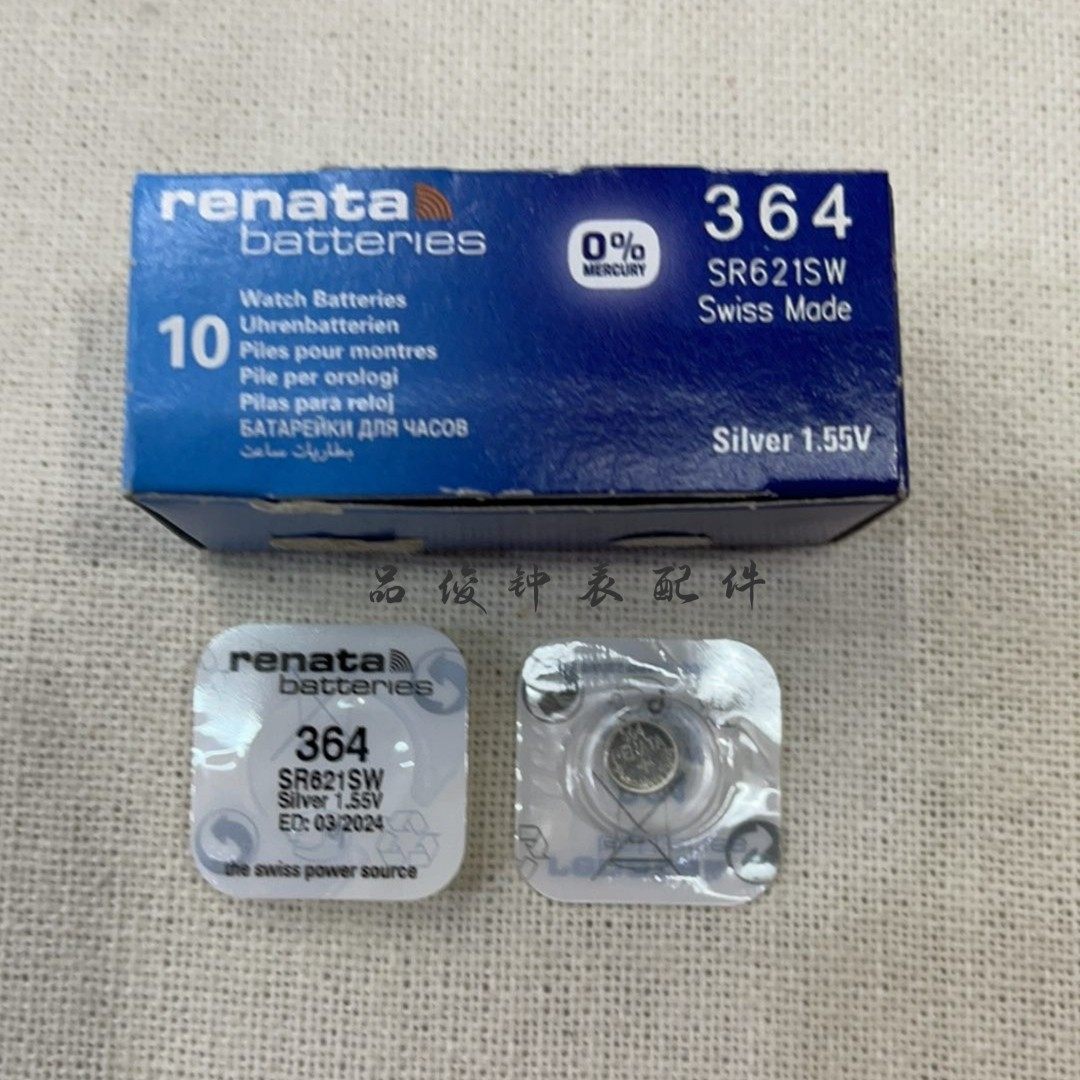 renata
batteries
10
Watch Batteries
Uhrenbatterien
Piles pour montres
Pile per orologi
Pilas para reloj
БАТАРЕЙКИ ДЛЯ ЧАСОВ
بطاريات ساعت
0%
MERCURY
364
SR621SW
Swiss Made
Silver 1.55V
品俊钟表配件
renata
batteries
364
SR621SW
Silver 1.55V
ED: 03/2024
the swiss power source